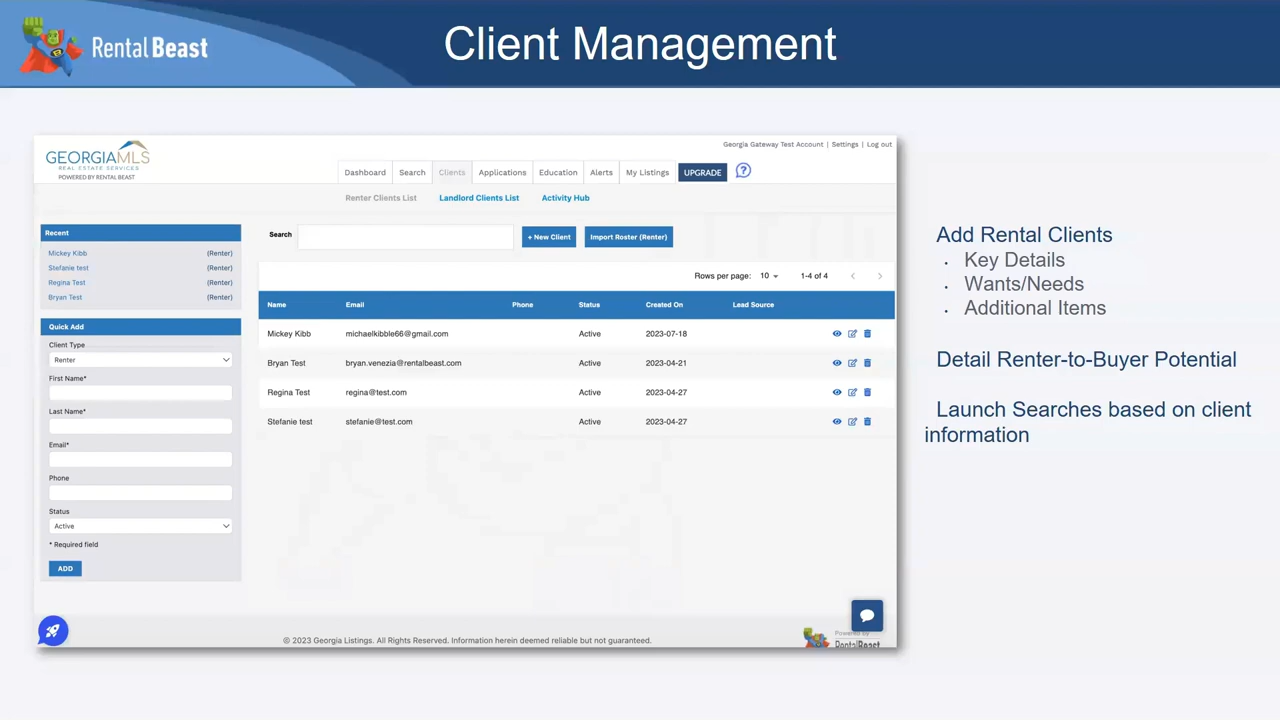 Rental Beast
Client Management
GEORGIAMLS
REAL ESTATE SERVICES
POWERED BY RENTAL BEAST
Georgia Gateway Test Account | Settings | Log out
Dashboard Search Clients Applications Education Alerts My Listings UPGRADE ?
Renter Clients List Landlord Clients List Activity Hub
Recent
Mickey Kibb (Renter)
Stefanie test (Renter)
Regina Test (Renter)
Bryan Test (Renter)
Quick Add
Client Type
Renter
First Name*
Last Name*
Email*
Phone
Status
Active
* Required field
ADD
Search + New Client Import Roster (Renter)
Rows per page: 10 1-4 of 4
Name Email Phone Status Created On Lead Source
Mickey Kibb michaelkibble66@gmail.com Active 2023-07-18
Bryan Test bryan.venezia@rentalbeast.com Active 2023-04-21
Regina Test regina@test.com Active 2023-04-27
Stefanie test stefanie@test.com Active 2023-04-27
© 2023 Georgia Listings. All Rights Reserved. Information herein deemed reliable but not guaranteed.
Powered by
RentalBeast
Add Rental Clients
. Key Details
. Wants/Needs
. Additional Items
Detail Renter-to-Buyer Potential
Launch Searches based on client
information